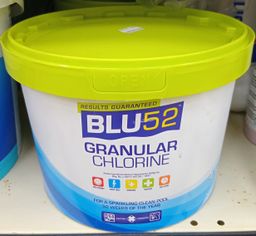 OPEN
RESULTS GUARANTEED
BLU52
GRANULAR
CHLORINE
FOR A SPARKLING CLEAN POOL
52 WEEKS OF THE YEAR